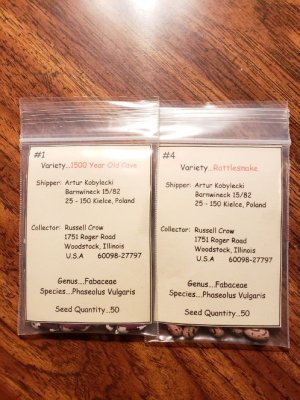 #1
Variety...1500 Year Old Cave
Shipper: Artur Kobylecki
Barnwineck 15/82
25 - 150 Kielce, Poland
Collector: Russell Crow
1751 Roger Road
Woodstock, Illinois
U.S.A 60098-27797
Genus...Fabaceae
Species...Phaseolus Vulgaris
Seed Quantity...50
#4
Variety...Rattlesnake
Shipper: Artur Kobylecki
Barnwineck 15/82
25 - 150 Kielce, Poland
Collector: Russell Crow
1751 Roger Road
Woodstock, Illinois
U.S.A 60098-27797
Genus...Fabaceae
Species...Phaseolus Vulgaris
Seed Quantity...50